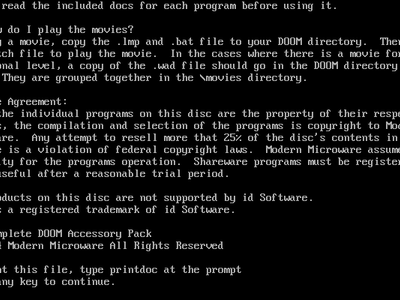 read the included docs for each program before using it.
do I play the movies?
a movie, copy the .lmp and .bat file to your DOOM directory. The
tch file to play the movie. In the cases where there is a movie for
onal level, a copy of the .wad file should go in the DOOM directory
They are grouped together in the \movies directory.
e Agreement:
the individual programs on this disc are the property of their respe
, the compilation and selection of the programs is copyright to Mod
are. Any attempt to resell more that 25% of the disc's contents in
e is a violation of federal copyright laws. Modern Microware assume
ity for the programs operation. Shareware programs must be register
useful after a reasonable trial period.
oducts on this disc are not supported by id Software.
a registered trademark of id Software.
mplete DOOM Accessory Pack
Modern Microware All Rights Reserved
nt this file, type printdoc at the prompt
any key to continue.